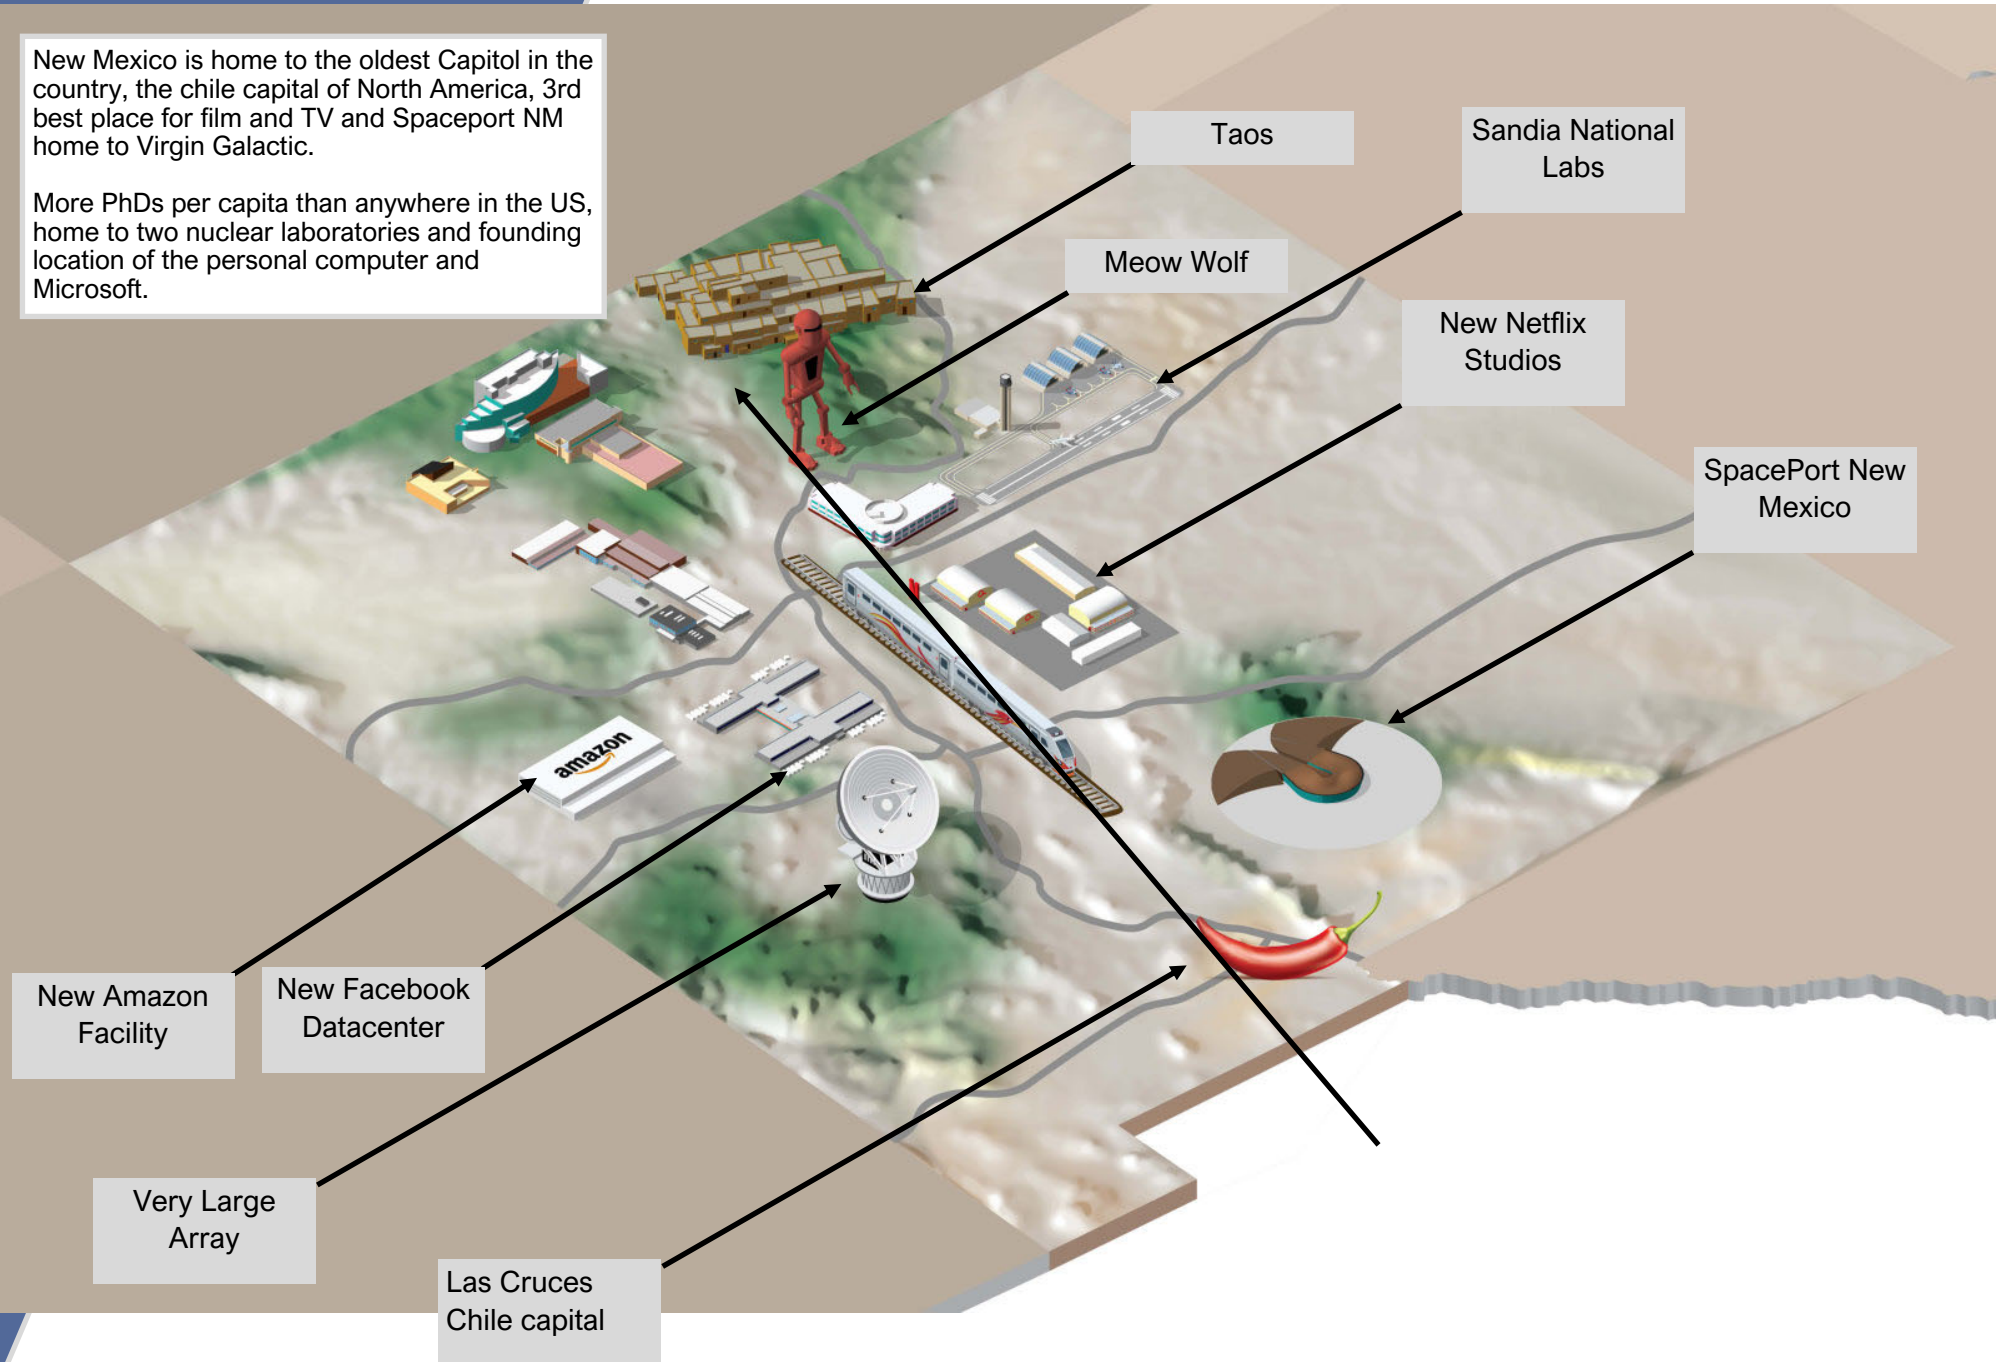 New Mexico is home to the oldest Capitol in the
country, the chile capital of North America, 3rd
best place for film and TV and Spaceport NM
home to Virgin Galactic.
More PhDs per capita than anywhere in the US,
home to two nuclear laboratories and founding
location of the personal computer and
Microsoft.
Taos
Sandia National
Labs
Meow Wolf
New Netflix
Studios
SpacePort New
Mexico
amazon
New Amazon
Facility
New Facebook
Datacenter
Very Large
Array
Las Cruces
Chile capital